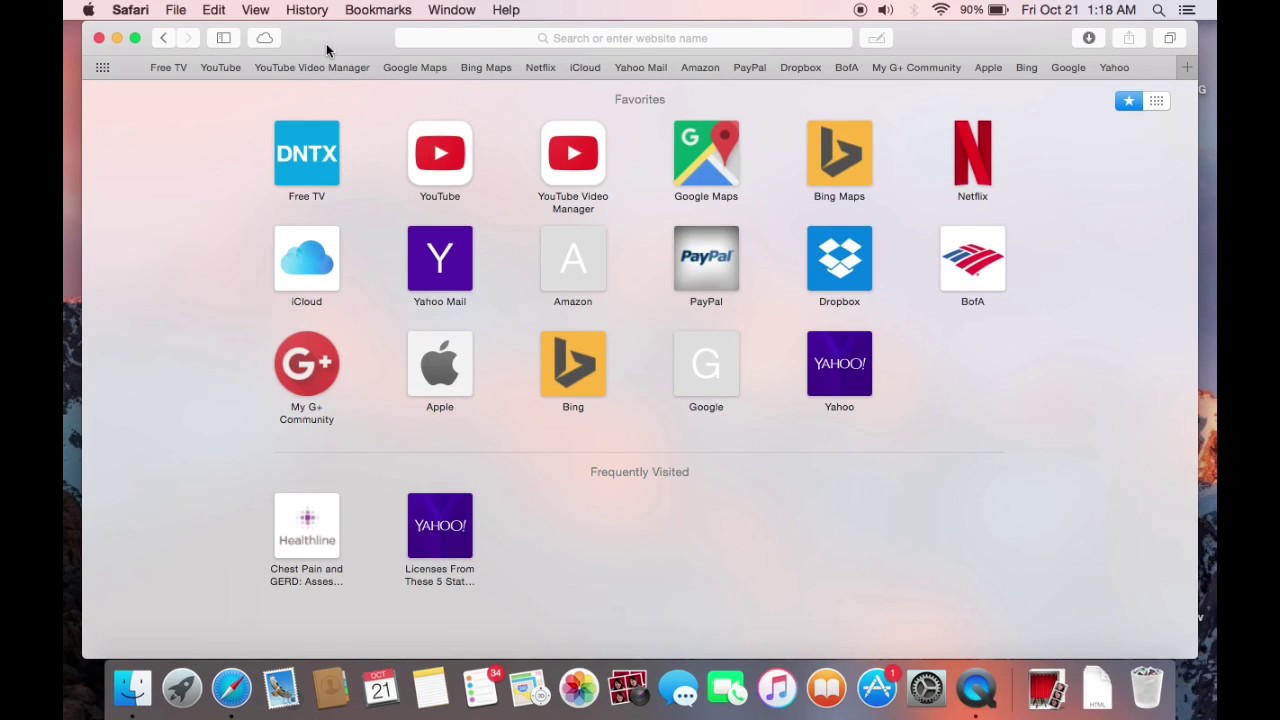 Safari File Edit View History Bookmarks Window Help 90% Fri Oct 21 1:18 AM
Search or enter website name
Free TV YouTube YouTube Video Manager Google Maps Bing Maps Netflix iCloud Yahoo Mail Amazon PayPal Dropbox BofA My G+ Community Apple Bing Google Yahoo
Favorites
DNTX
G
Free TV YouTube YouTube Video Google Maps Bing Maps Netflix
Manager
Y A PayPal
iCloud Yahoo Mail Amazon PayPal Dropbox BofA
G+ G YAHOO!
My G+ Apple Bing Google Yahoo
Community
Frequently Visited
Healthline YAHOO!
Chest Pain and Licenses From
GERD: Asses... These 5 Stat...
OCT 34 1
21
HTML